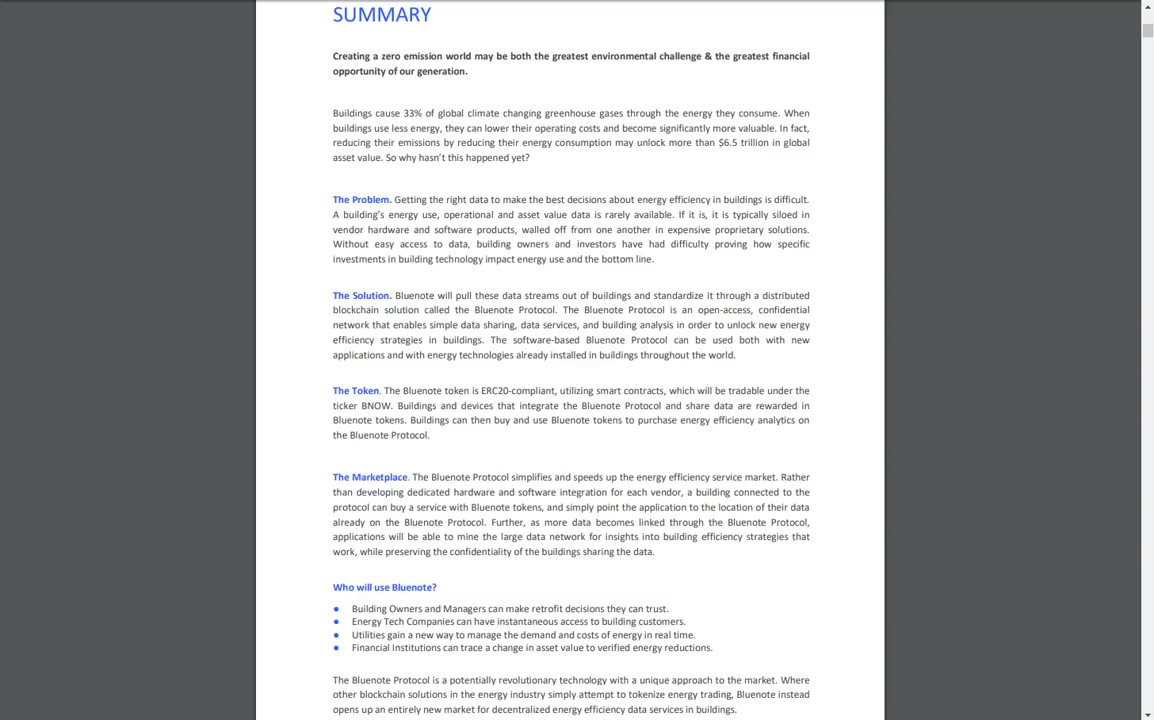 SUMMARY
Creating a zero emission world may be both the greatest environmental challenge & the greatest financial
opportunity of our generation.
Buildings cause 33% of global climate changing greenhouse gases through the energy they consume. When
buildings use less energy, they can lower their operating costs and become significantly more valuable. In fact,
reducing their emissions by reducing their energy consumption may unlock more than $6.5 trillion in global
asset value. So why hasn't this happened yet?
The Problem. Getting the right data to make the best decisions about energy efficiency in buildings is difficult.
A building's energy use, operational and asset value data is rarely available. If it is, it is typically siloed in
vendor hardware and software products, walled off from one another in expensive proprietary solutions.
Without easy access to data, building owners and investors have had difficulty proving how specific
investments in building technology impact energy use and the bottom line.
The Solution. Bluenote will pull these data streams out of buildings and standardize it through a distributed
blockchain solution called the Bluenote Protocol. The Bluenote Protocol is an open-access, confidential
network that enables simple data sharing, data services, and building analysis in order to unlock new energy
efficiency strategies in buildings. The software-based Bluenote Protocol can be used both with new
applications and with energy technologies already installed in buildings throughout the world.
The Token. The Bluenote token is ERC20-compliant, utilizing smart contracts, which will be tradable under the
ticker BNOW. Buildings and devices that integrate the Bluenote Protocol and share data are rewarded in
Bluenote tokens. Buildings can then buy and use Bluenote tokens to purchase energy efficiency analytics on
the Bluenote Protocol.
The Marketplace. The Bluenote Protocol simplifies and speeds up the energy efficiency service market. Rather
than developing dedicated hardware and software integration for each vendor, a building connected to the
protocol can buy a service with Bluenote tokens, and simply point the application to the location of their data
already on the Bluenote Protocol. Further, as more data becomes linked through the Bluenote Protocol,
applications will be able to mine the large data network for insights into building efficiency strategies that
work, while preserving the confidentiality of the buildings sharing the data.
Who will use Bluenote?
● Building Owners and Managers can make retrofit decisions they can trust.
● Energy Tech Companies can have instantaneous access to building customers.
● Utilities gain a new way to manage the demand and costs of energy in real time.
● Financial Institutions can trace a change in asset value to verified energy reductions.
The Bluenote Protocol is a potentially revolutionary technology with a unique approach to the market. Where
other blockchain solutions in the energy industry simply attempt to tokenize energy trading, Bluenote instead
opens up an entirely new market for decentralized energy efficiency data services in buildings.